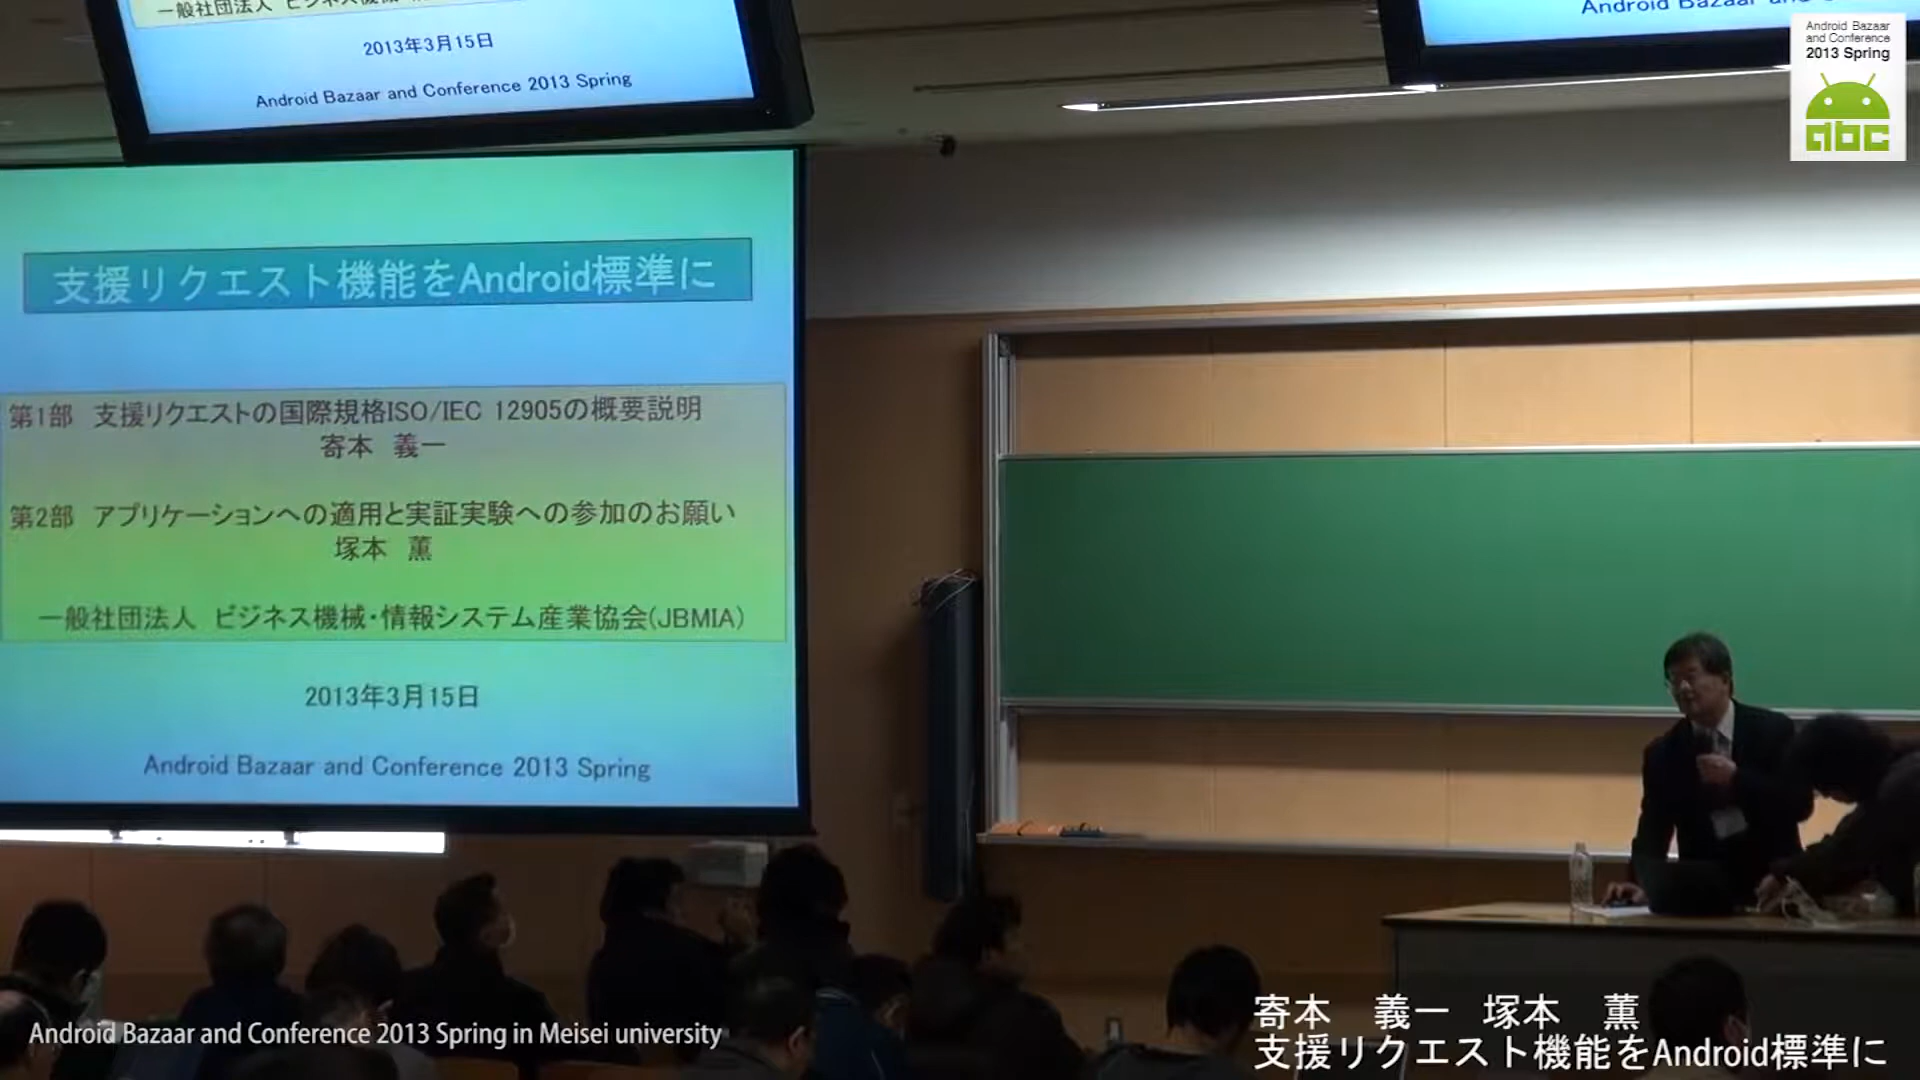 一般社団法人 ビジネス機械
2013年3月15日
Android Bazaar and Conference 2013 Spring
Android Bazaar and
Android Bazaar
and Conference
2013 Spring
abc
支援リクエスト機能をAndroid標準に
第1部 支援リクエストの国際規格ISO/IEC 12905の概要説明
寄本 義一
第2部 アプリケーションへの適用と実証実験への参加のお願い
塚本 薫
一般社団法人 ビジネス機械・情報システム産業協会(JBMIA)
2013年3月15日
Android Bazaar and Conference 2013 Spring
Android Bazaar and Conference 2013 Spring in Meisei university
寄本 義一 塚本 薫
支援リクエスト機能をAndroid標準に